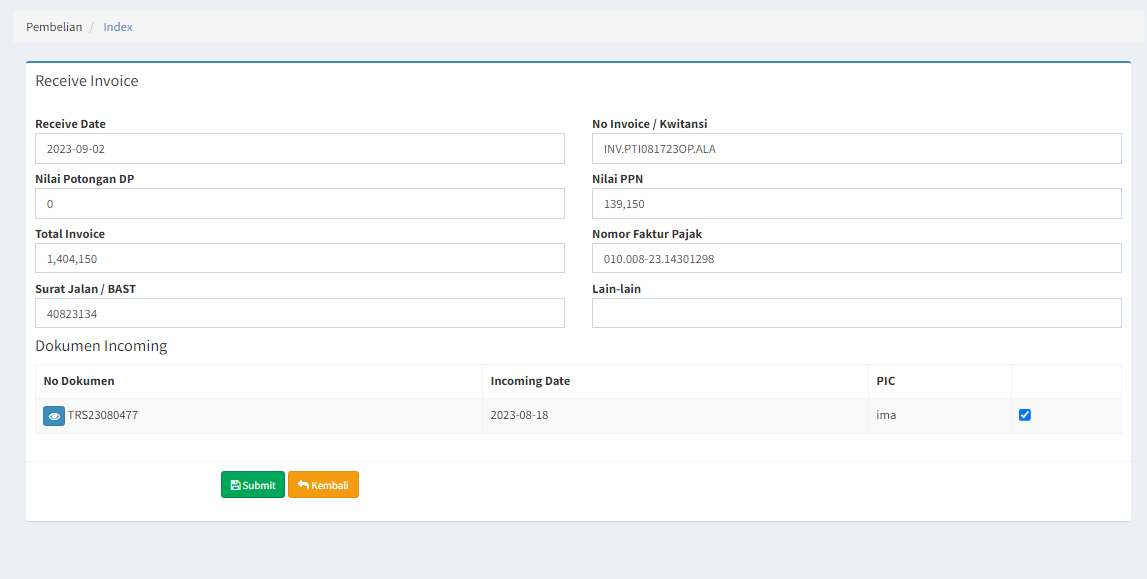 Pembelian / Index
Receive Invoice
Receive Date
2023-09-02
No Invoice / Kwitansi
INV.PTI081723OP.ALA
Nilai Potongan DP
0
Nilai PPN
139,150
Total Invoice
1,404,150
Nomor Faktur Pajak
010.008-23.14301298
Surat Jalan / BAST
40823134
Lain-lain
Dokumen Incoming
No Dokumen Incoming Date PIC
TRS23080477 2023-08-18 ima
Submit Kembali